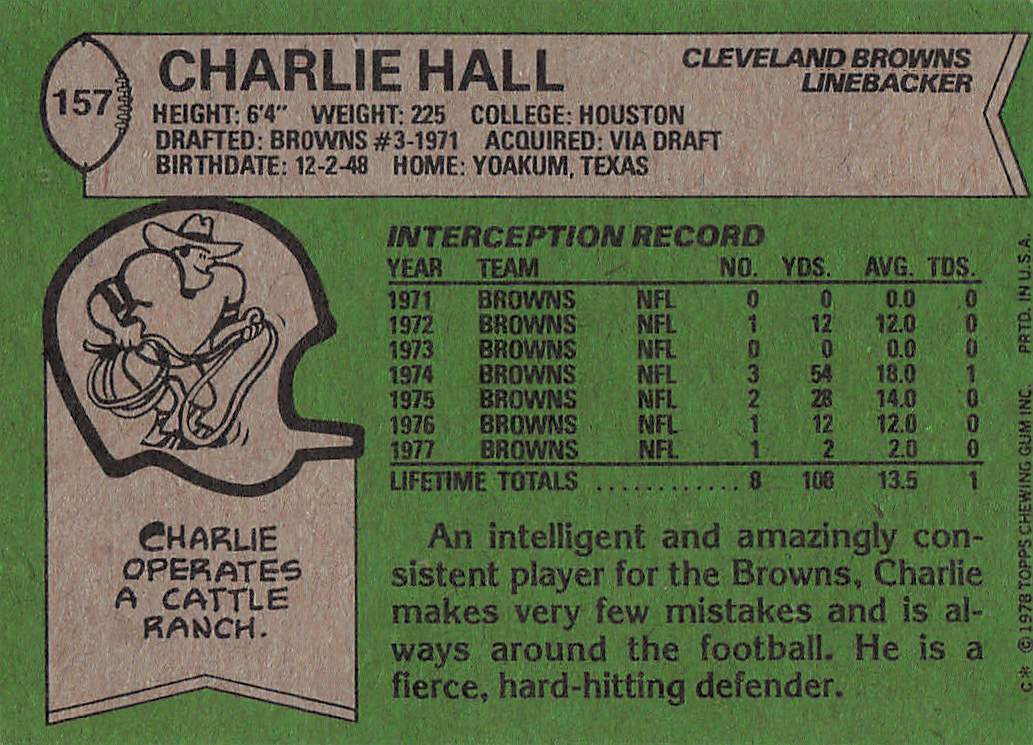 157
CHARLIE HALL
CLEVELAND BROWNS
LINEBACKER
HEIGHT: 6'4" WEIGHT: 225 COLLEGE: HOUSTON
DRAFTED: BROWNS #3-1971 ACQUIRED: VIA DRAFT
BIRTHDATE: 12-2-48 HOME: YOAKUM, TEXAS
INTERCEPTION RECORD
YEAR TEAM NO. YDS. AVG. TDS.
1971 BROWNS NFL 0 0 0.0 0
1972 BROWNS NFL 1 12 12.0 0
1973 BROWNS NFL 0 0 0.0 0
1974 BROWNS NFL 3 54 18.0 1
1975 BROWNS NFL 2 28 14.0 0
1976 BROWNS NFL 1 12 12.0 0
1977 BROWNS NFL 1 2 2.0 0
LIFETIME TOTALS ............ 8 108 13.5 1
CHARLIE
OPERATES
A CATTLE
RANCH.
An intelligent and amazingly con-
sistent player for the Browns, Charlie
makes very few mistakes and is al-
ways around the football. He is a
fierce, hard-hitting defender.
C* ©1978 TOPPS CHEWING GUM INC. PRTD. IN U.S.A.